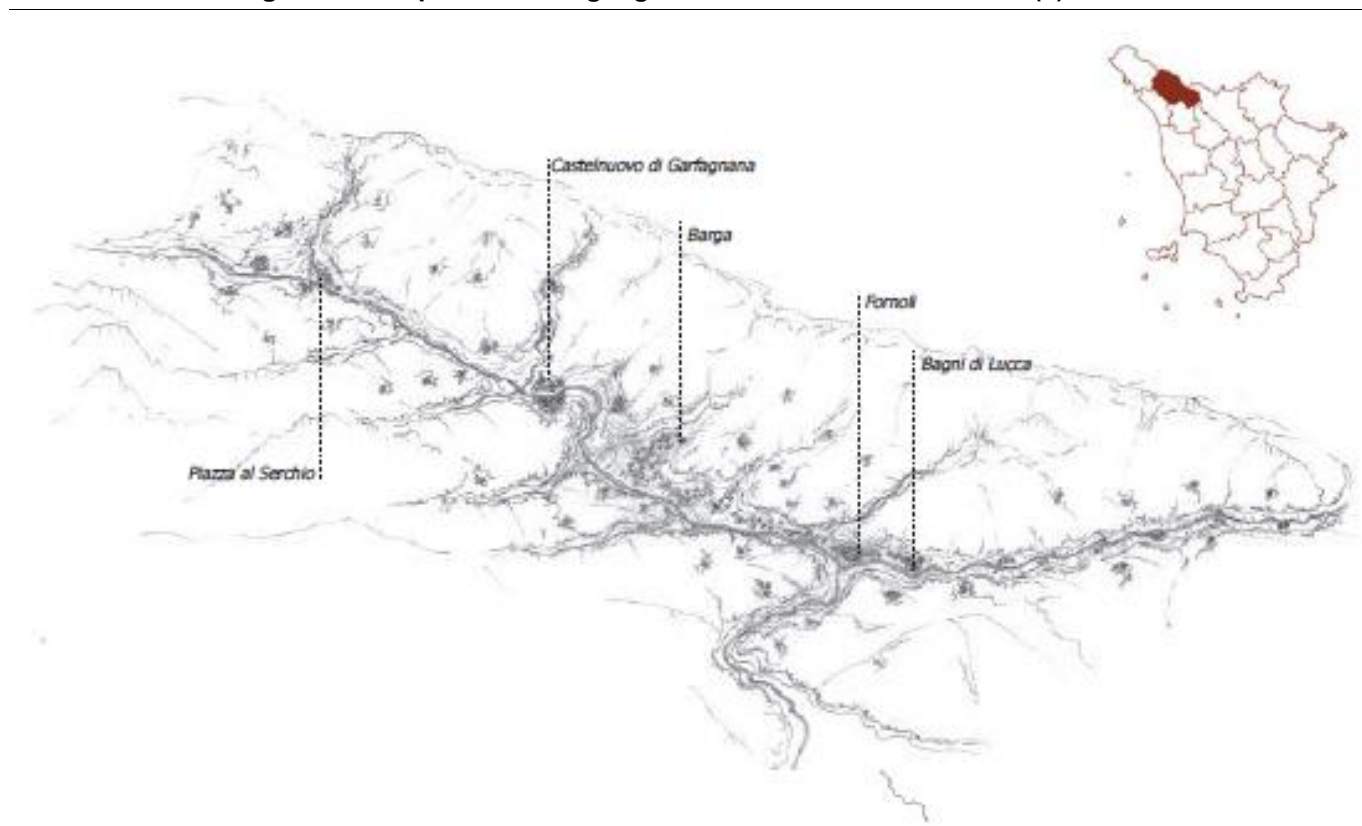 Castelnuovo di Garfagnana
Barga
Fornoli
Bagni di Lucca
Piazza al Serchio